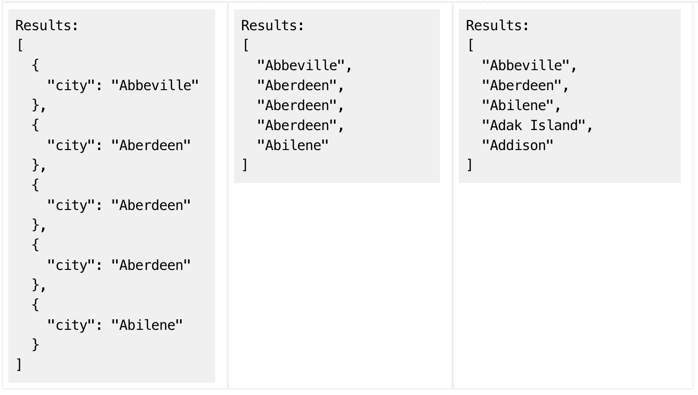 Results:
[
  {
    "city": "Abbeville"
  },
  {
    "city": "Aberdeen"
  },
  {
    "city": "Aberdeen"
  },
  {
    "city": "Aberdeen"
  },
  {
    "city": "Abilene"
  }
]
Results:
[
  "Abbeville",
  "Aberdeen",
  "Aberdeen",
  "Aberdeen",
  "Abilene"
]
Results:
[
  "Abbeville",
  "Aberdeen",
  "Abilene",
  "Adak Island",
  "Addison"
]